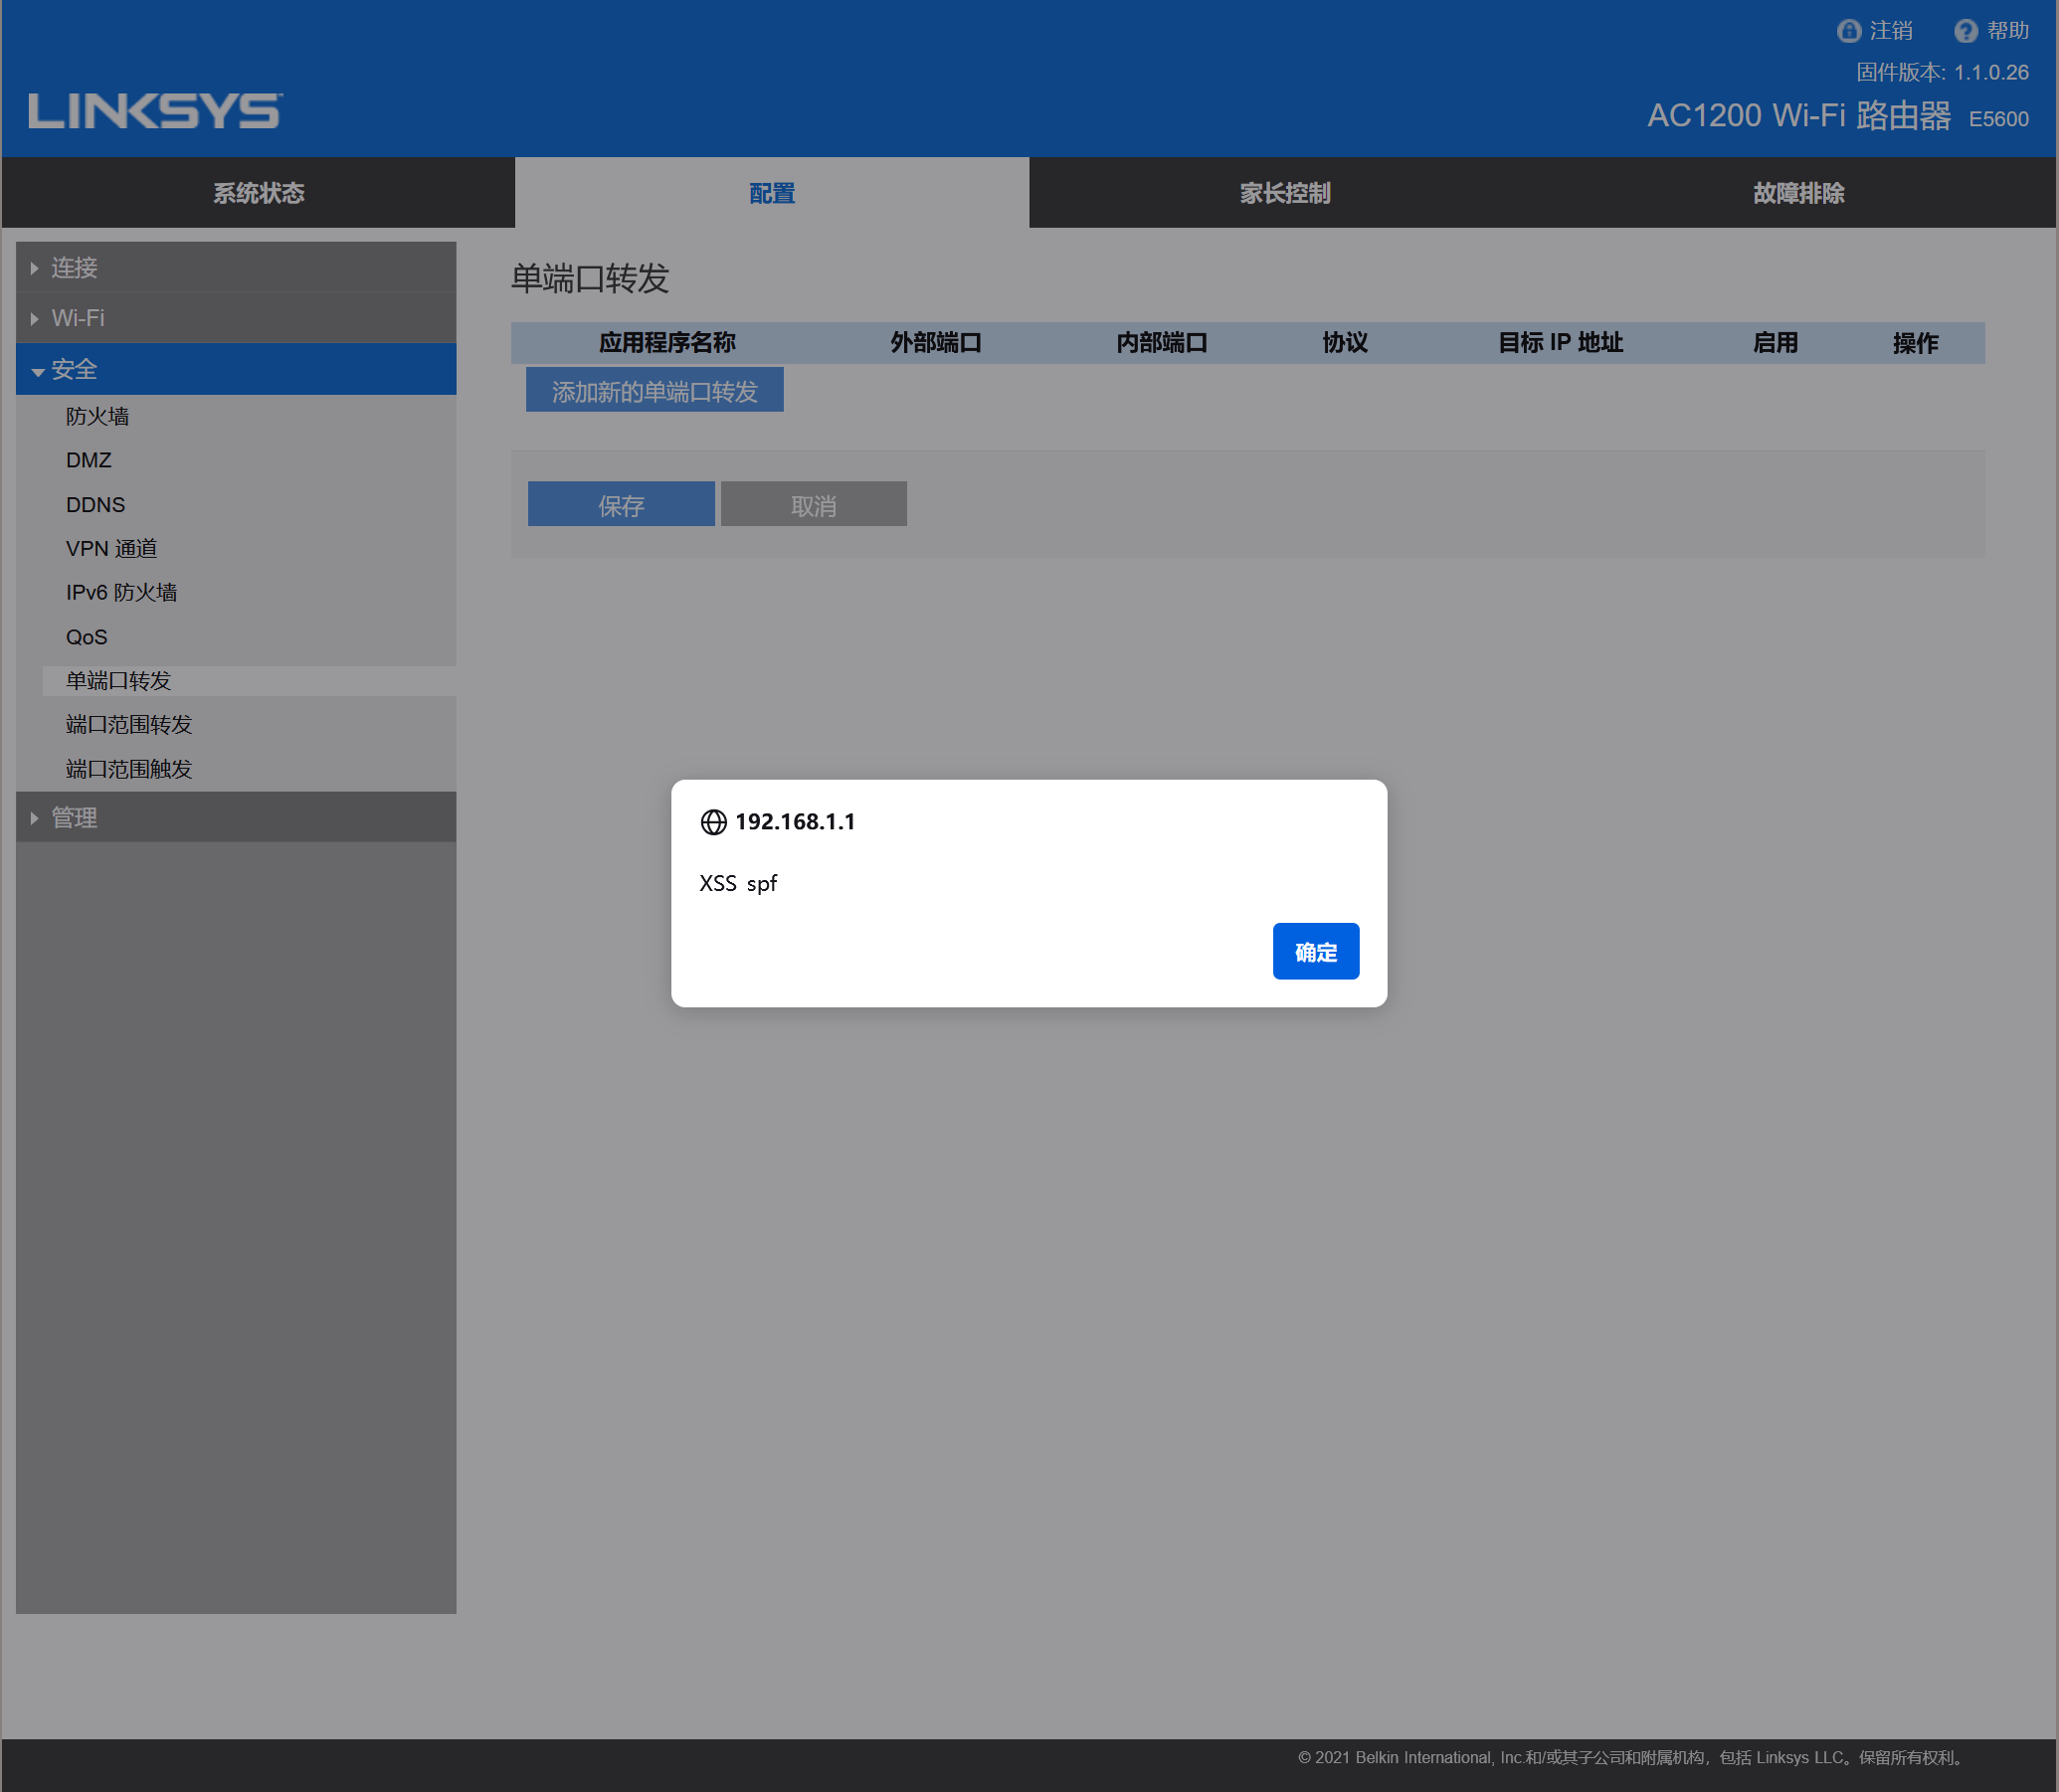 注销 帮助
固件版本: 1.1.0.26
LINKSYS
AC1200 Wi-Fi 路由器 E5600
系统状态 配置 家长控制 故障排除
连接
Wi-Fi
安全
防火墙
DMZ
DDNS
VPN 通道
IPv6 防火墙
QoS
单端口转发
端口范围转发
端口范围触发
管理
单端口转发
应用程序名称 外部端口 内部端口 协议 目标 IP 地址 启用 操作
添加新的单端口转发
保存 取消
192.168.1.1
XSS spf
确定
© 2021 Belkin International, Inc.和/或其子公司和附属机构，包括 Linksys LLC。保留所有权利。